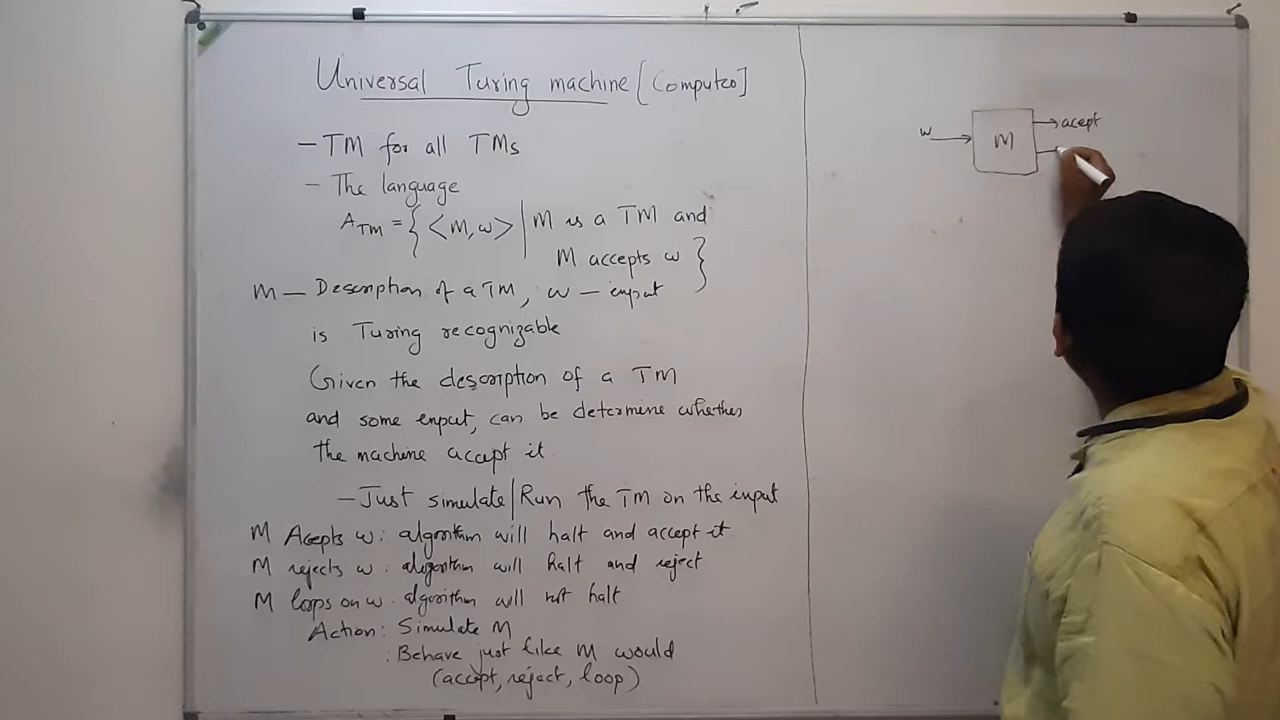 Universal Turing machine [Computer]
- TM for all TMs
- The language
A_TM = { <M, w> | M is a TM and
M accepts w }
M - Description of a TM, w - input
is Turing recognizable
Given the description of a TM
and some input, can be determine whether
the machine accept it
- Just simulate/Run the TM on the input
M Acepts w: algorithm will halt and accept it
M rejects w: algorithm will halt and reject
M loops on w: algorithm will not halt
Action: Simulate M
: Behave just like M would
(accept, reject, loop)
w
M
acept